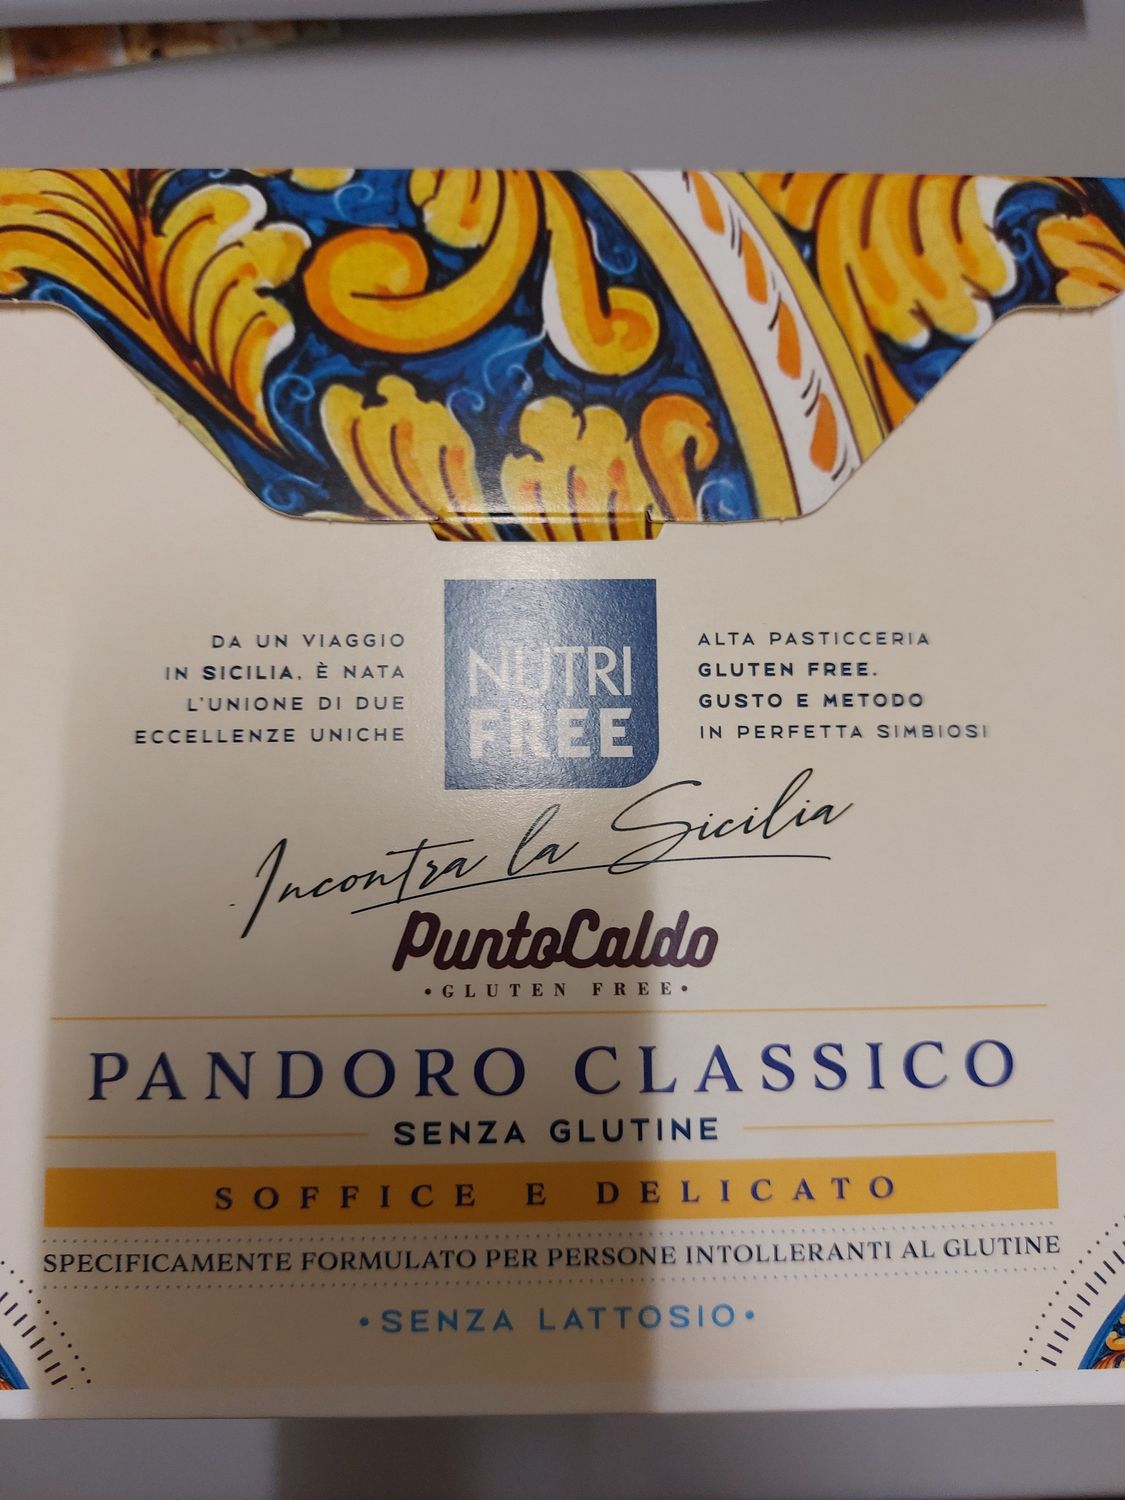 DA UN VIAGGIO
IN SICILIA, È NATA
L'UNIONE DI DUE
ECCELLENZE UNICHE
NUTRI
FREE
ALTA PASTICCERIA
GLUTEN FREE.
GUSTO E METODO
IN PERFETTA SIMBIOSI
Incontra la Sicilia
PuntoCaldo
•GLUTEN FREE•
PANDORO CLASSICO
SENZA GLUTINE
SOFFICE E DELICATO
SPECIFICAMENTE FORMULATO PER PERSONE INTOLLERANTI AL GLUTINE
•SENZA LATTOSIO•